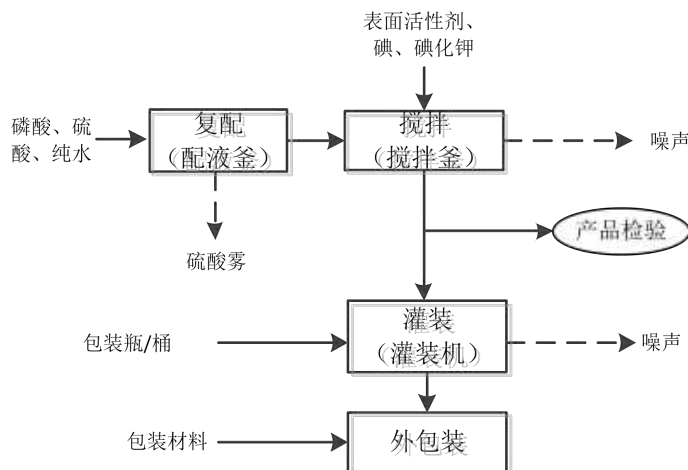 表面活性剂、
碘、碘化钾
磷酸、硫
酸、纯水
复配
（配液釜）
搅拌
（搅拌釜）
噪声
硫酸雾
产品检验
包装瓶/桶
灌装
（灌装机）
噪声
包装材料
外包装